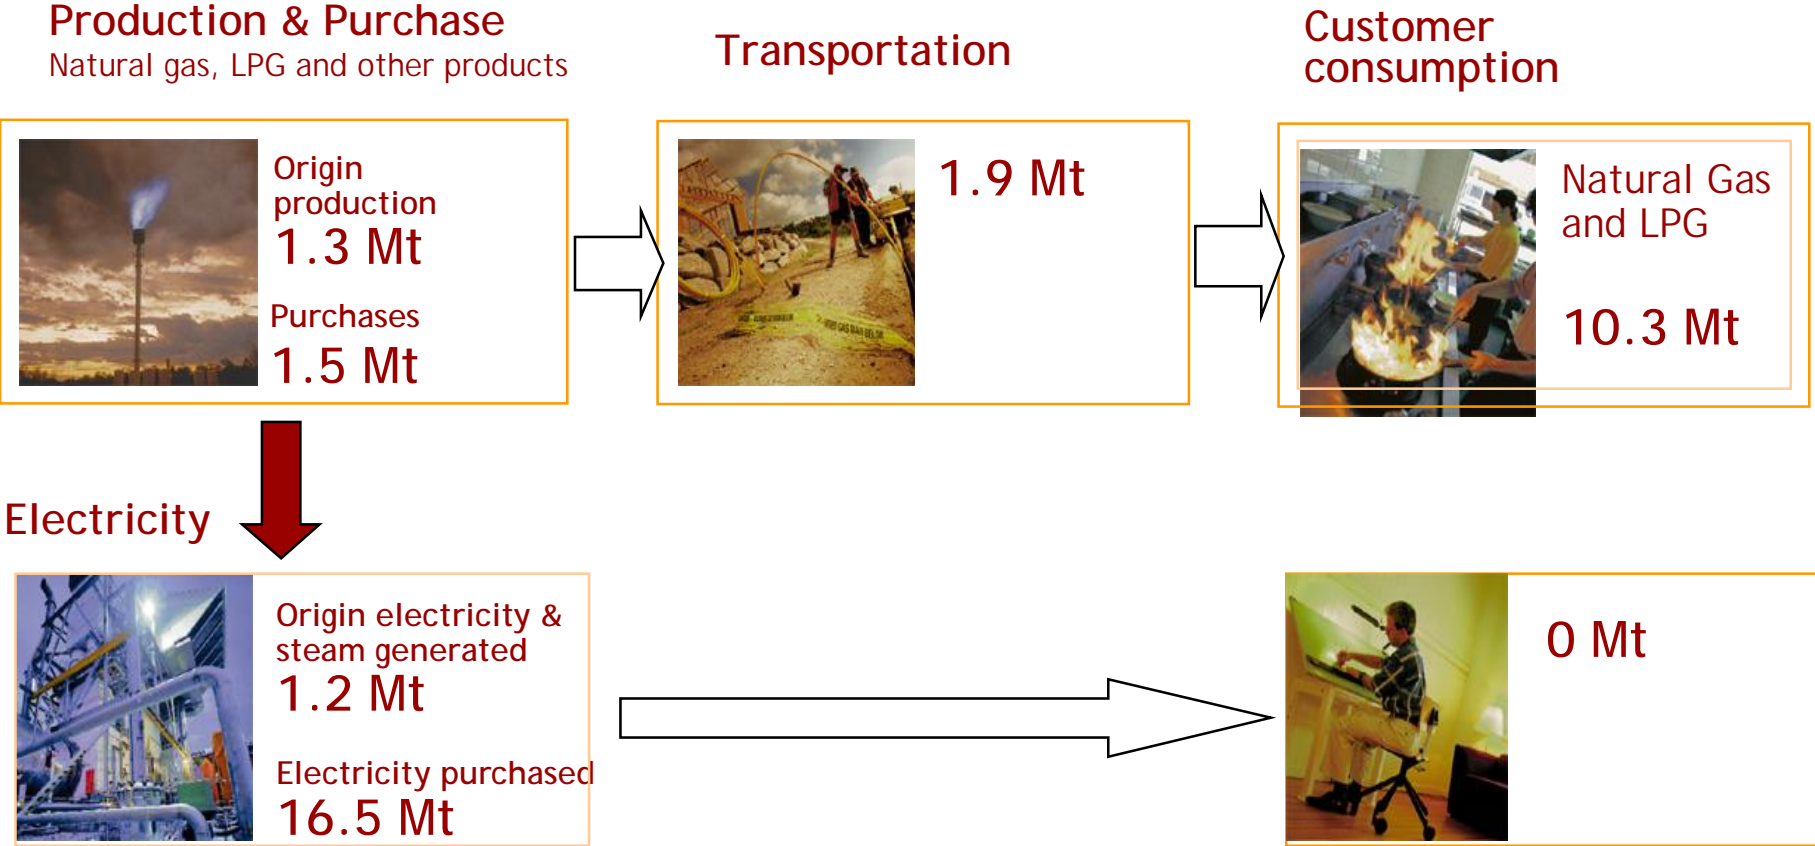 Production & Purchase
Natural gas, LPG and other products
Transportation
Customer
consumption
Origin
production
1.3 Mt
Purchases
1.5 Mt
1.9 Mt
Natural Gas
and LPG
10.3 Mt
Electricity
Origin electricity &
steam generated
1.2 Mt
Electricity purchased
16.5 Mt
0 Mt